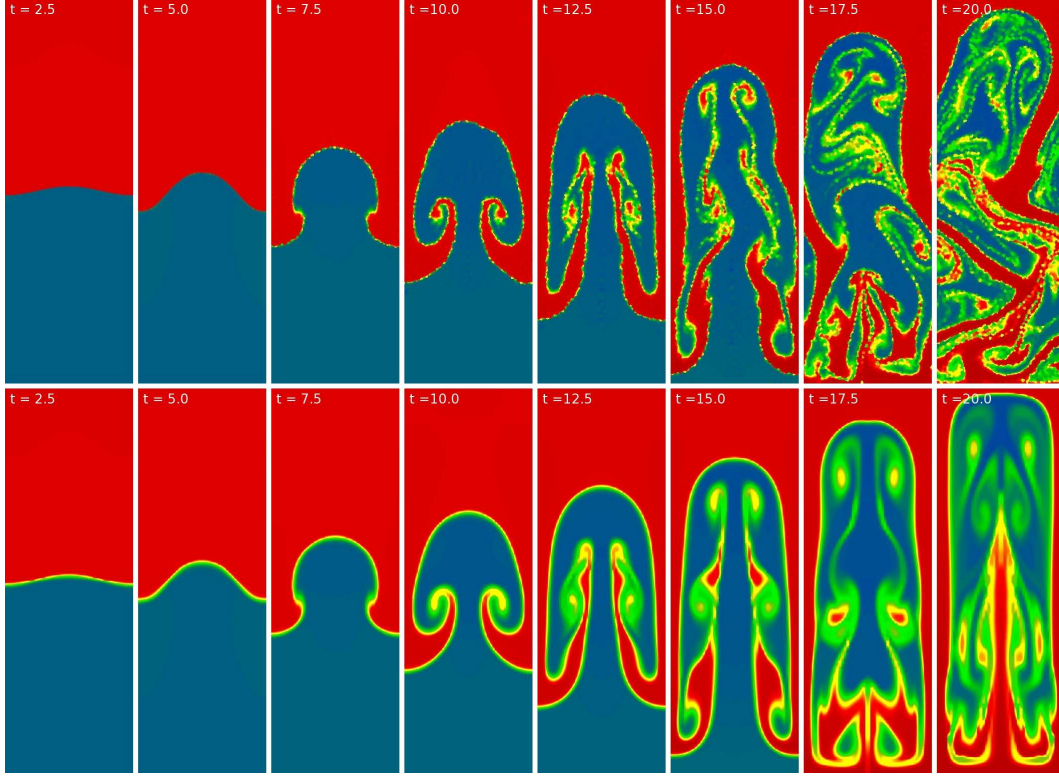 t = 2.5
t = 5.0
t = 7.5
t =10.0
t =12.5
t =15.0
t =17.5
t =20.0
t = 2.5
t = 5.0
t = 7.5
t =10.0
t =12.5
t =15.0
t =17.5
t =20.0